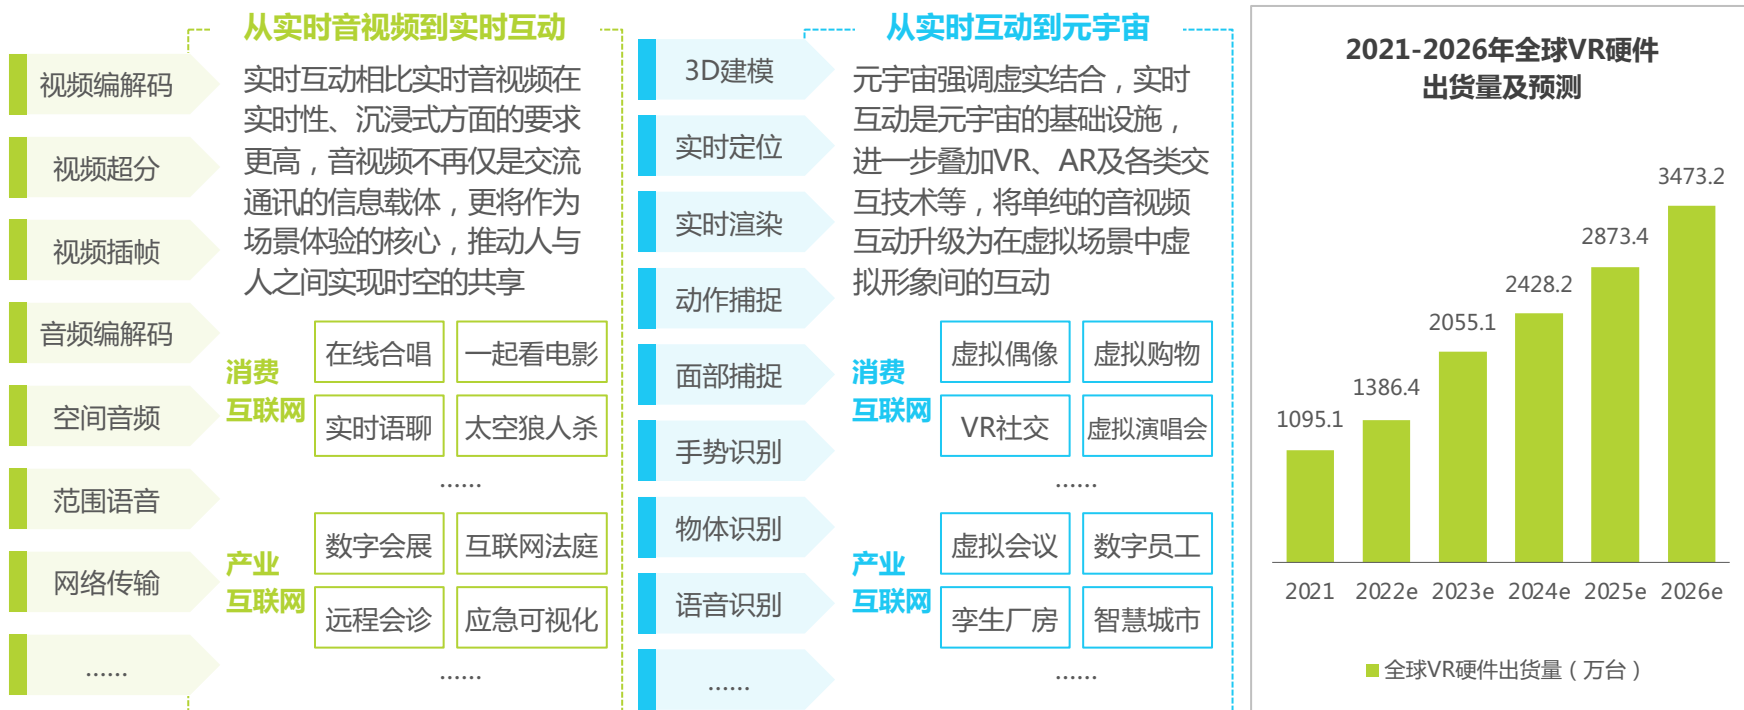 从实时音视频到实时互动
视频编解码
视频超分
视频插帧
音频编解码
空间音频
范围语音
网络传输
......
实时互动相比实时音视频在
实时性、沉浸式方面的要求
更高，音视频不再仅是交流
通讯的信息载体，更将作为
场景体验的核心，推动人与
人之间实现时空的共享
消费
互联网
在线合唱
一起看电影
实时语聊
太空狼人杀
......
产业
互联网
数字会展
互联网法庭
远程会诊
应急可视化
......
从实时互动到元宇宙
3D建模
实时定位
实时渲染
动作捕捉
面部捕捉
手势识别
物体识别
语音识别
......
元宇宙强调虚实结合，实时
互动是元宇宙的基础设施，
进一步叠加VR、AR及各类交
互技术等，将单纯的音视频
互动升级为在虚拟场景中虚
拟形象间的互动
消费
互联网
虚拟偶像
虚拟购物
VR社交
虚拟演唱会
......
产业
互联网
虚拟会议
数字员工
孪生厂房
智慧城市
......
2021-2026年全球VR硬件
出货量及预测
1095.1
1386.4
2055.1
2428.2
2873.4
3473.2
2021 2022e 2023e 2024e 2025e 2026e
全球VR硬件出货量（万台）